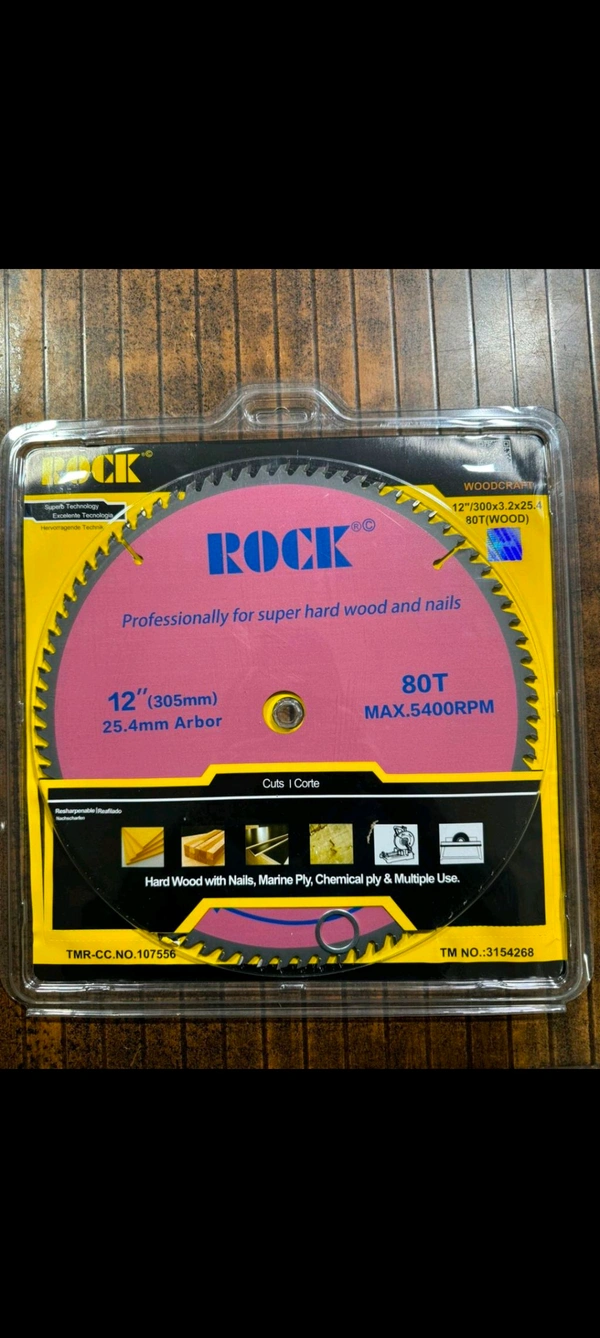 ROCK®©
WOODCRAFT
Superb Technology
Excelente Tecnologia
Hervorragende Technik
12"/300x3.2x25.4
80T(WOOD)
ROCK®©
Professionally for super hard wood and nails
12"(305mm)
25.4mm Arbor
80T
MAX.5400RPM
Cuts | Corte
Resharpenable | Reafilado
Nachscharfen
Hard Wood with Nails, Marine Ply, Chemical ply & Multiple Use.
TMR-CC.NO.107556
TM NO.:3154268